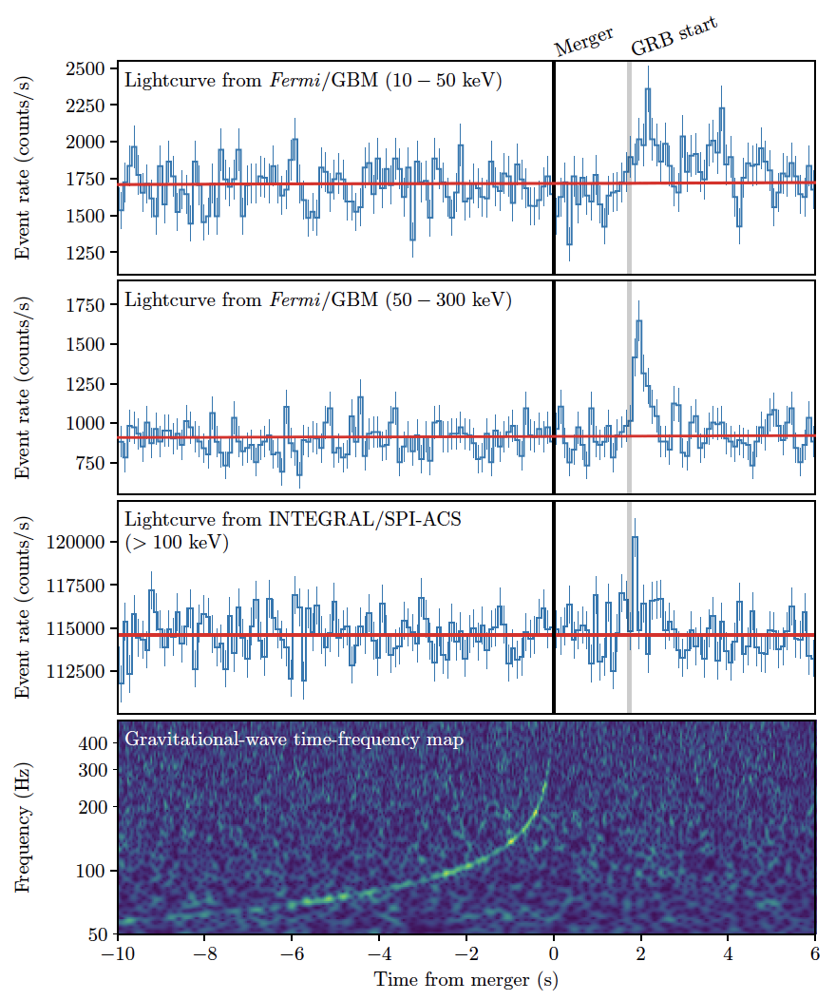 Merger
GRB start
Event rate (counts/s)
2500
2250
2000
1750
1500
1250
Lightcurve from Fermi/GBM (10 − 50 keV)
Event rate (counts/s)
1750
1500
1250
1000
750
Lightcurve from Fermi/GBM (50 − 300 keV)
Event rate (counts/s)
120000
117500
115000
112500
Lightcurve from INTEGRAL/SPI-ACS
(> 100 keV)
Frequency (Hz)
400
300
200
100
50
Gravitational-wave time-frequency map
−10 −8 −6 −4 −2 0 2 4 6
Time from merger (s)